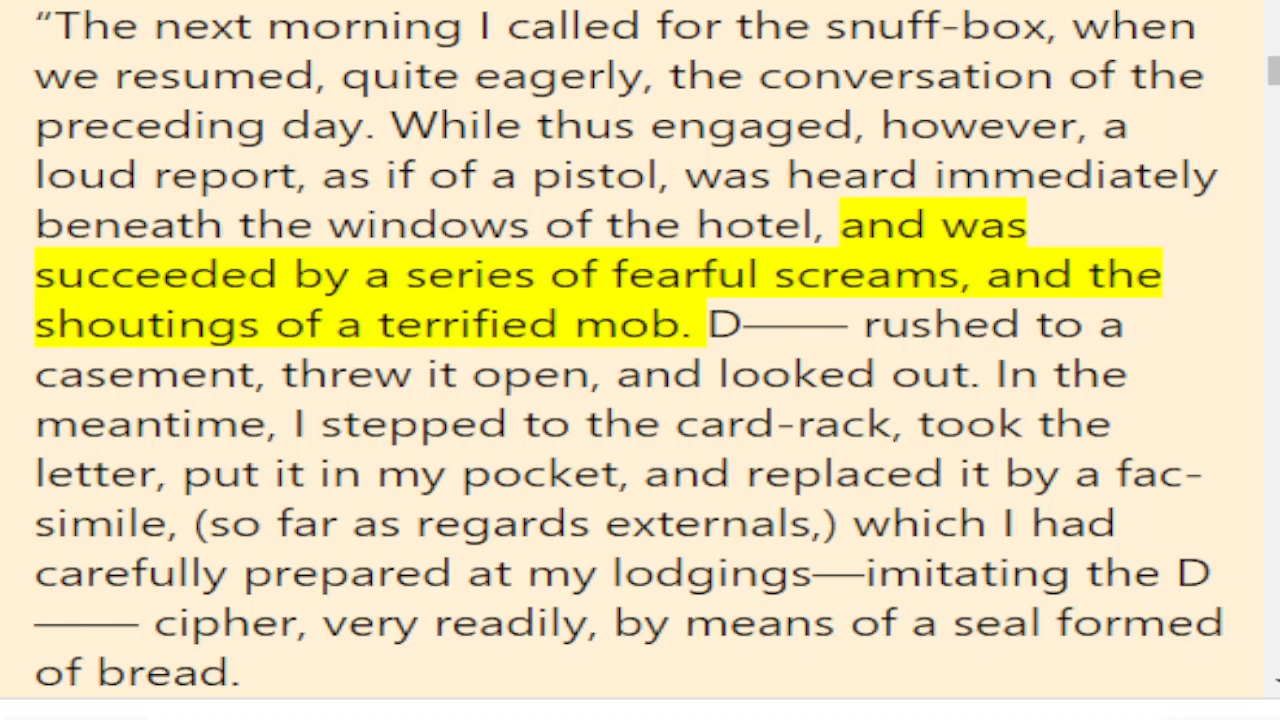 “The next morning I called for the snuff-box, when
we resumed, quite eagerly, the conversation of the
preceding day. While thus engaged, however, a
loud report, as if of a pistol, was heard immediately
beneath the windows of the hotel, and was
succeeded by a series of fearful screams, and the
shoutings of a terrified mob. D—— rushed to a
casement, threw it open, and looked out. In the
meantime, I stepped to the card-rack, took the
letter, put it in my pocket, and replaced it by a fac-
simile, (so far as regards externals,) which I had
carefully prepared at my lodgings—imitating the D
—— cipher, very readily, by means of a seal formed
of bread.